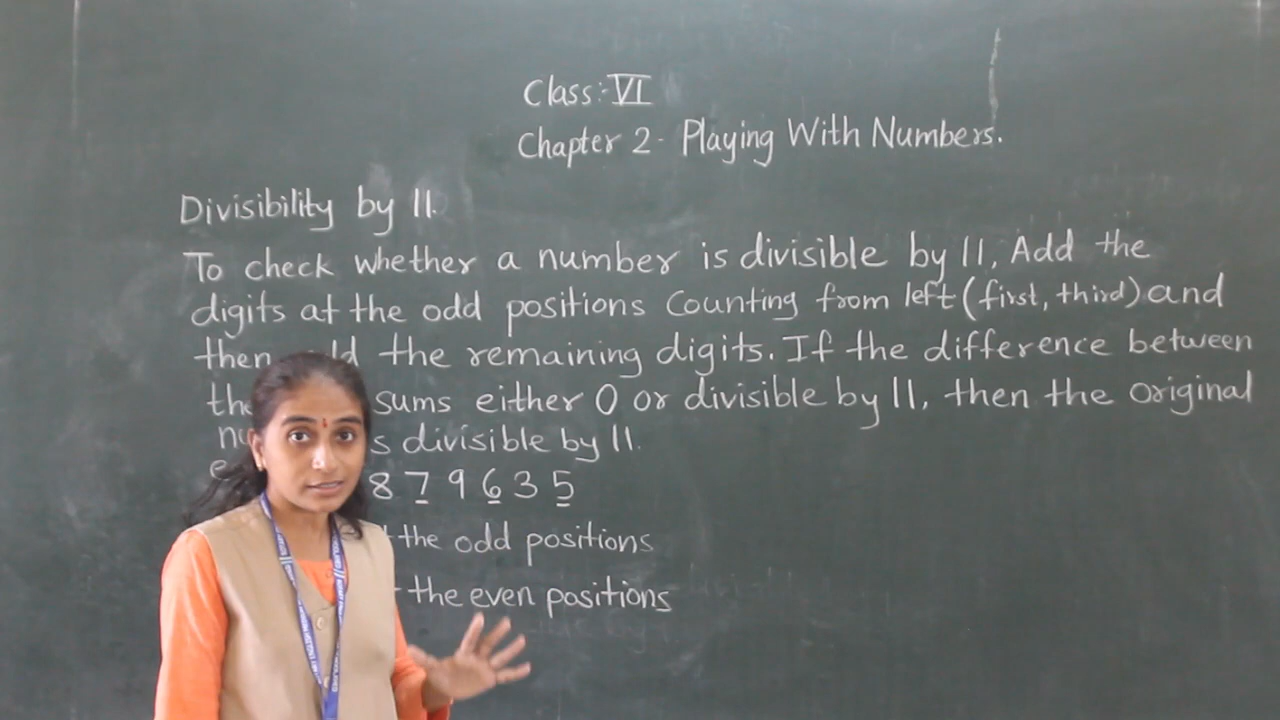 Class:- VI
Chapter 2- Playing With Numbers.
Divisibility by 11.
To check whether a number is divisible by 11, Add the
digits at the odd positions Counting from left (first, third) and
then the remaining digits. If the difference between
sums either 0 or divisible by 11, then the original
divisible by 11.
8 7 9 6 3 5
the odd positions
the even positions